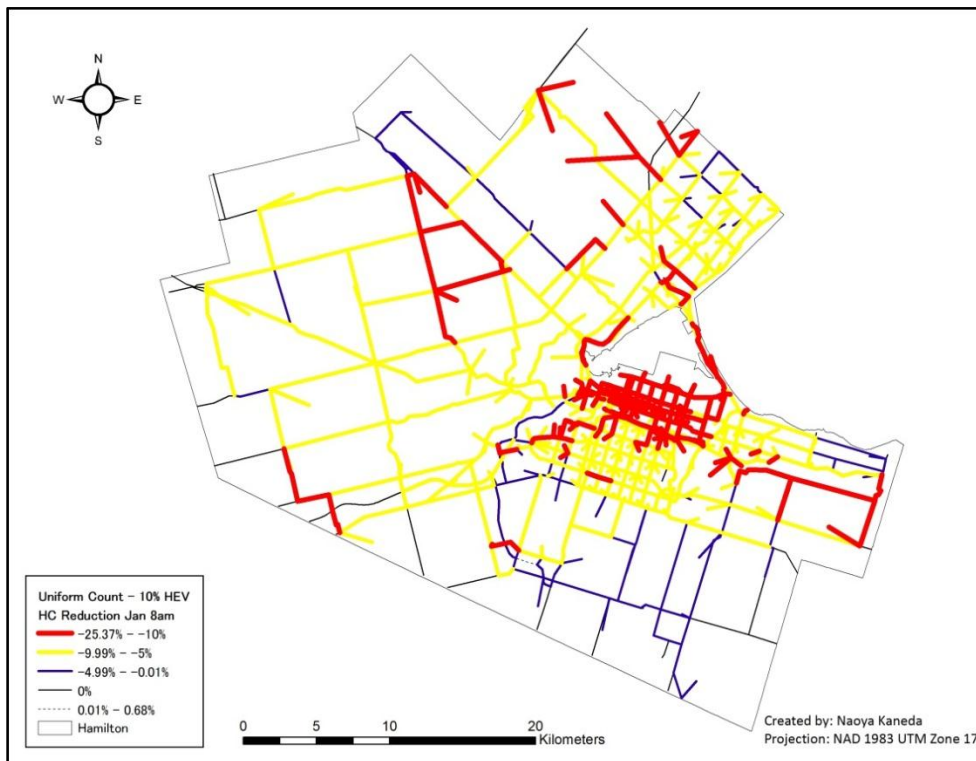 N
W E
S
Uniform Count - 10% HEV
HC Reduction Jan 8am
-25.37% - -10%
-9.99% - -5%
-4.99% - -0.01%
0%
0.01% - 0.68%
Hamilton
0 5 10 20
Kilometers
Created by: Naoya Kaneda
Projection: NAD 1983 UTM Zone 17